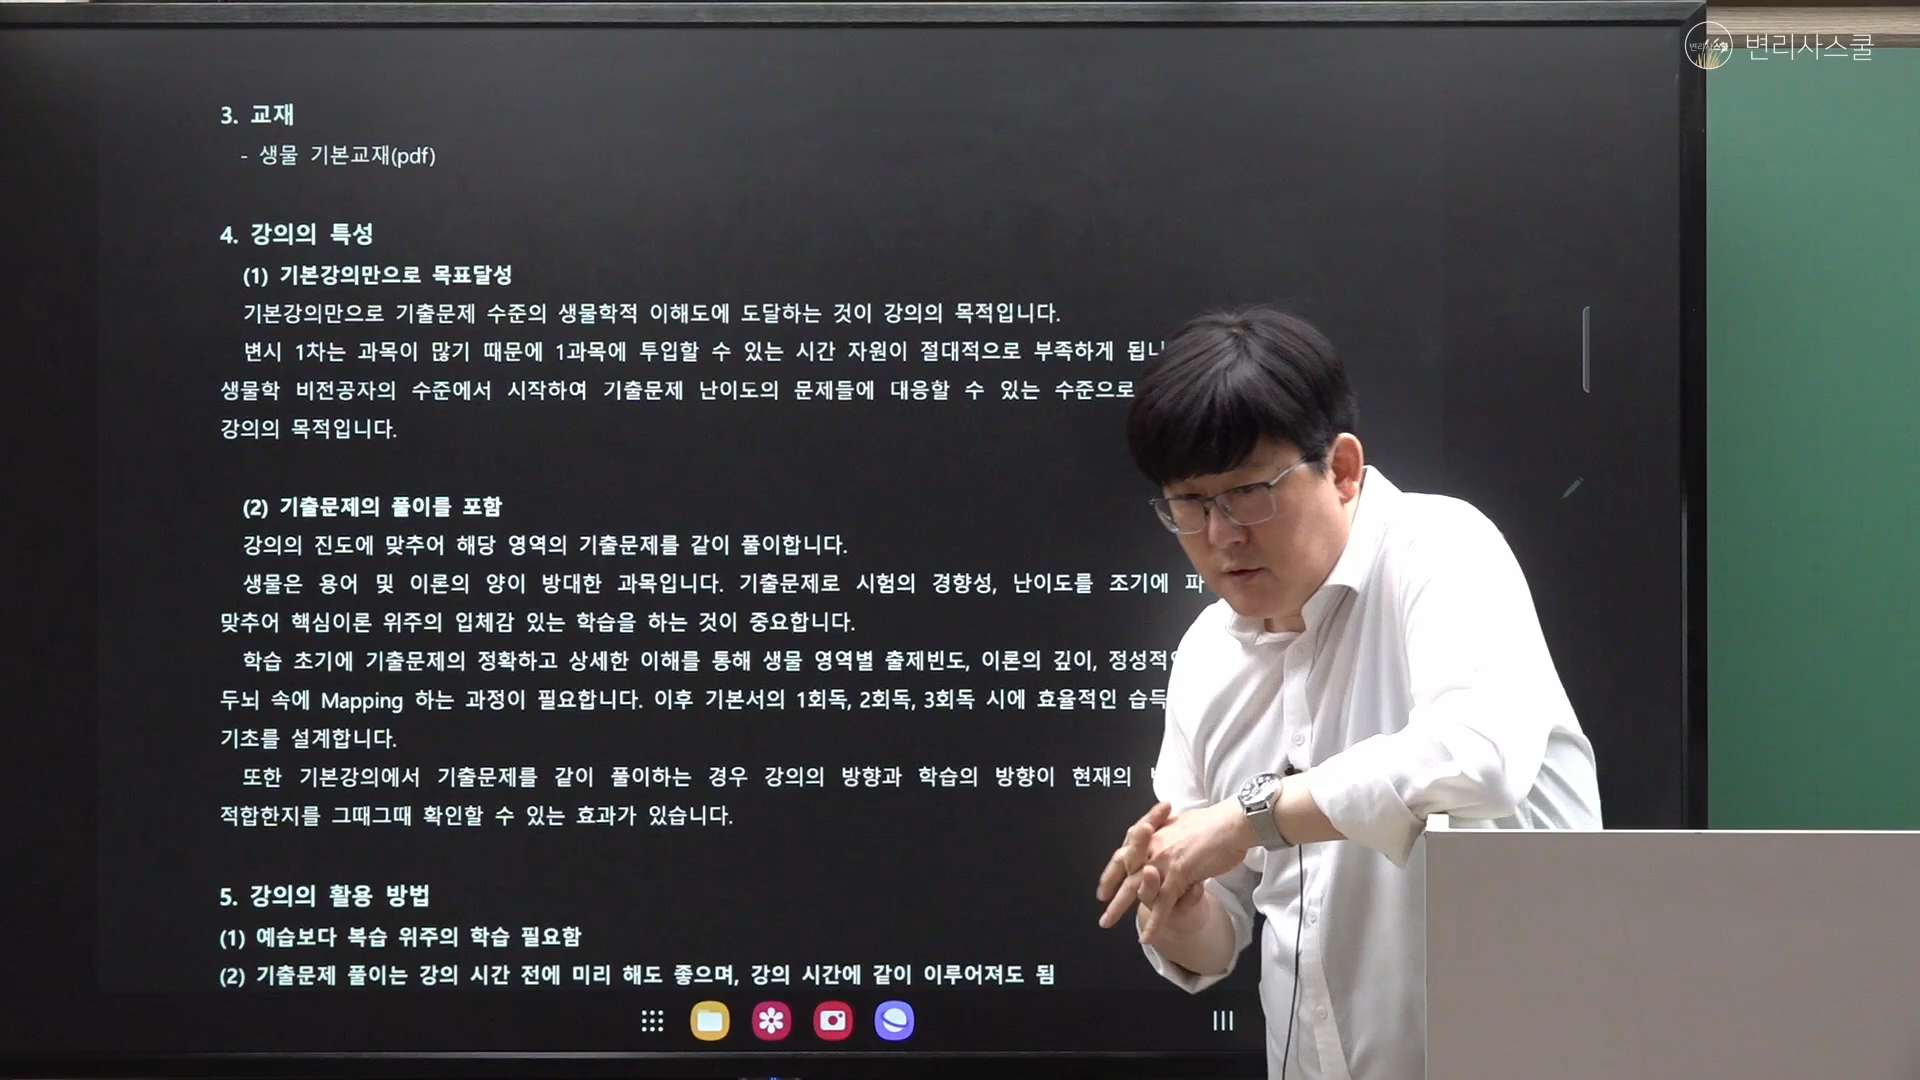 변리사스쿨
3. 교재
- 생물 기본교재(pdf)
4. 강의의 특성
(1) 기본강의만으로 목표달성
기본강의만으로 기출문제 수준의 생물학적 이해도에 도달하는 것이 강의의 목적입니다.
변시 1차는 과목이 많기 때문에 1과목에 투입할 수 있는 시간 자원이 절대적으로 부족하게
생물학 비전공자의 수준에서 시작하여 기출문제 난이도의 문제들에 대응할 수 있는 수준으로
강의의 목적입니다.
(2) 기출문제의 풀이를 포함
강의의 진도에 맞추어 해당 영역의 기출문제를 같이 풀이합니다.
생물은 용어 및 이론의 양이 방대한 과목입니다. 기출문제로 시험의 경향성, 난이도를 조기에
맞추어 핵심이론 위주의 입체감 있는 학습을 하는 것이 중요합니다.
학습 초기에 기출문제의 정확하고 상세한 이해를 통해 생물 영역별 출제빈도, 이론의 깊이,
두뇌 속에 Mapping 하는 과정이 필요합니다. 이후 기본서의 1회독, 2회독, 3회독 시에 효율적인 습득
기초를 설계합니다.
또한 기본강의에서 기출문제를 같이 풀이하는 경우 강의의 방향과 학습의 방향이 현재의
적합한지를 그때그때 확인할 수 있는 효과가 있습니다.
5. 강의의 활용 방법
(1) 예습보다 복습 위주의 학습 필요함
(2) 기출문제 풀이는 강의 시간 전에 미리 해도 좋으며, 강의 시간에 같이 이루어져도 됨